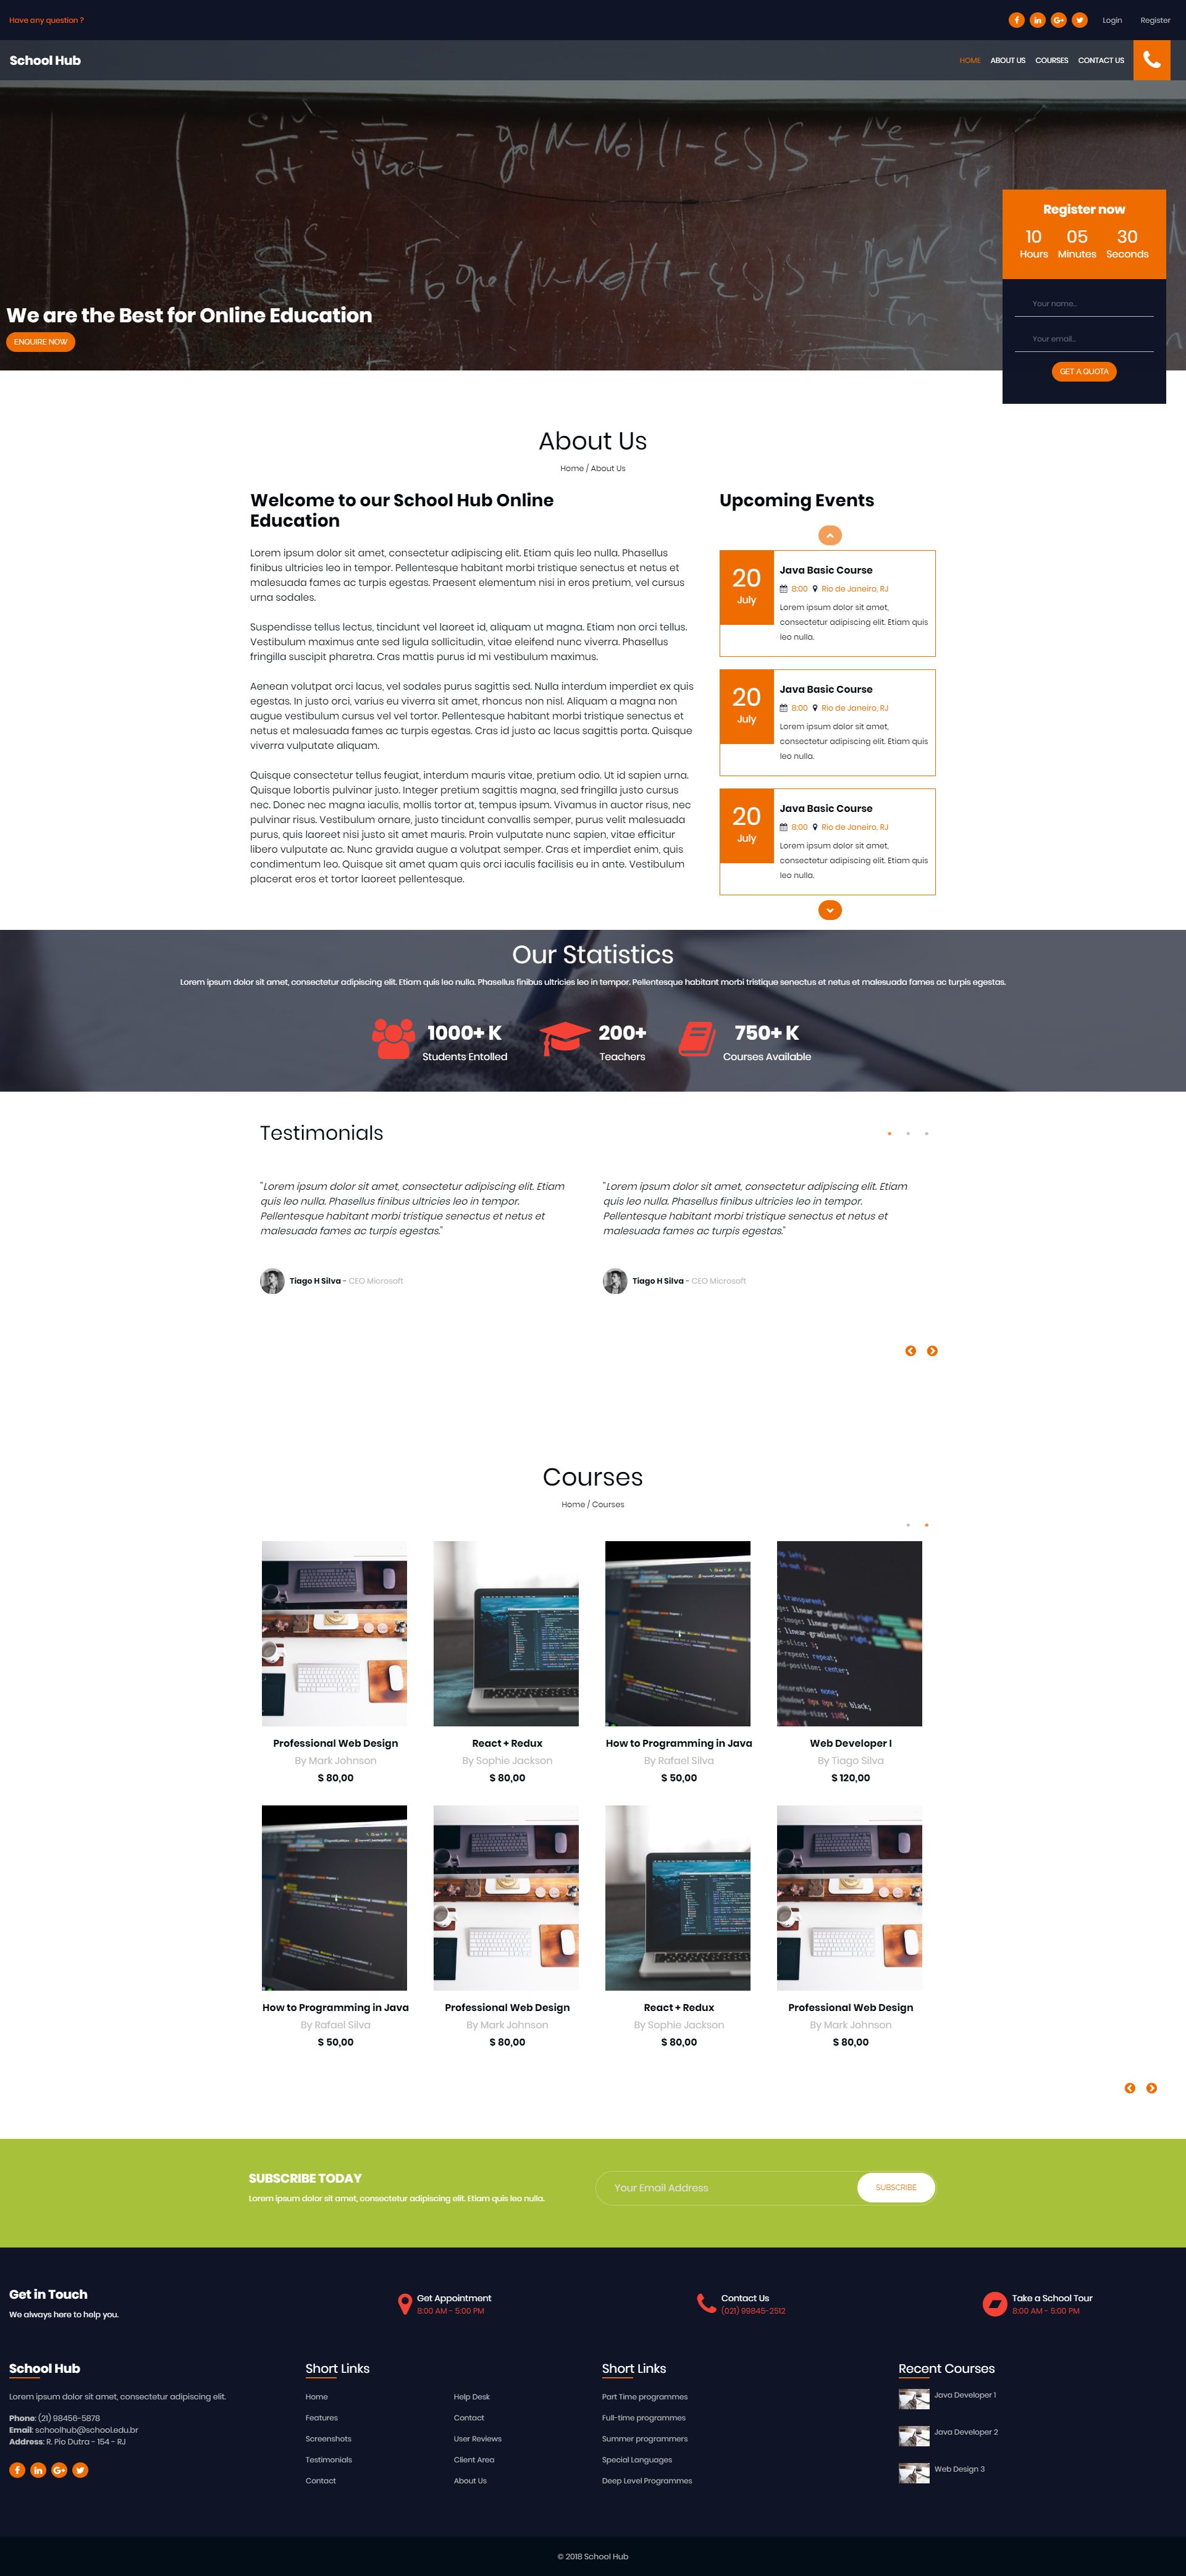 Have any question ?
Login
Register
School Hub
HOME
ABOUT US
COURSES
CONTACT US
Register now
10 05 30
Hours Minutes Seconds
Your name...
Your email...
GET A QUOTA
We are the Best for Online Education
ENQUIRE NOW
About Us
Home / About Us
Welcome to our School Hub Online
Education
Lorem ipsum dolor sit amet, consectetur adipiscing elit. Etiam quis leo nulla. Phasellus
finibus ultricies leo in tempor. Pellentesque habitant morbi tristique senectus et netus et
malesuada fames ac turpis egestas. Praesent elementum nisi in eros pretium, vel cursus
urna sodales.
Suspendisse tellus lectus, tincidunt vel laoreet id, aliquam ut magna. Etiam non orci tellus.
Vestibulum maximus ante sed ligula sollicitudin, vitae eleifend nunc viverra. Phasellus
fringilla suscipit pharetra. Cras mattis purus id mi vestibulum maximus.
Aenean volutpat orci lacus, vel sodales purus sagittis sed. Nulla interdum imperdiet ex quis
egestas. In justo orci, varius eu viverra sit amet, rhoncus non nisl. Aliquam a magna non
augue vestibulum cursus vel vel tortor. Pellentesque habitant morbi tristique senectus et
netus et malesuada fames ac turpis egestas. Cras id justo ac lacus sagittis porta. Quisque
viverra vulputate aliquam.
Quisque consectetur tellus feugiat, interdum mauris vitae, pretium odio. Ut id sapien urna.
Quisque lobortis pulvinar justo. Integer pretium sagittis magna, sed fringilla justo cursus
nec. Donec nec magna iaculis, mollis tortor at, tempus ipsum. Vivamus in auctor risus, nec
pulvinar risus. Vestibulum ornare, justo tincidunt convallis semper, purus velit malesuada
purus, quis laoreet nisi justo sit amet mauris. Proin vulputate nunc sapien, vitae efficitur
libero vulputate ac. Nunc gravida augue a volutpat semper. Cras et imperdiet enim, quis
condimentum leo. Quisque sit amet quam quis orci iaculis facilisis eu in ante. Vestibulum
placerat eros et tortor laoreet pellentesque.
Upcoming Events
20
July
Java Basic Course
8:00 Rio de Janeiro, RJ
Lorem ipsum dolor sit amet,
consectetur adipiscing elit. Etiam quis
leo nulla.
20
July
Java Basic Course
8:00 Rio de Janeiro, RJ
Lorem ipsum dolor sit amet,
consectetur adipiscing elit. Etiam quis
leo nulla.
20
July
Java Basic Course
8:00 Rio de Janeiro, RJ
Lorem ipsum dolor sit amet,
consectetur adipiscing elit. Etiam quis
leo nulla.
Our Statistics
Lorem ipsum dolor sit amet, consectetur adipiscing elit. Etiam quis leo nulla. Phasellus finibus ultricies leo in tempor. Pellentesque habitant morbi tristique senectus et netus et malesuada fames ac turpis egestas.
1000+ K
Students Entolled
200+
Teachers
750+ K
Courses Available
Testimonials
"Lorem ipsum dolor sit amet, consectetur adipiscing elit. Etiam
quis leo nulla. Phasellus finibus ultricies leo in tempor.
Pellentesque habitant morbi tristique senectus et netus et
malesuada fames ac turpis egestas."
Tiago H Silva - CEO Microsoft
"Lorem ipsum dolor sit amet, consectetur adipiscing elit. Etiam
quis leo nulla. Phasellus finibus ultricies leo in tempor.
Pellentesque habitant morbi tristique senectus et netus et
malesuada fames ac turpis egestas."
Tiago H Silva - CEO Microsoft
Courses
Home / Courses
Professional Web Design
By Mark Johnson
$ 80,00
React + Redux
By Sophie Jackson
$ 80,00
How to Programming in Java
By Rafael Silva
$ 50,00
Web Developer I
By Tiago Silva
$ 120,00
How to Programming in Java
By Rafael Silva
$ 50,00
Professional Web Design
By Mark Johnson
$ 80,00
React + Redux
By Sophie Jackson
$ 80,00
Professional Web Design
By Mark Johnson
$ 80,00
SUBSCRIBE TODAY
Lorem ipsum dolor sit amet, consectetur adipiscing elit. Etiam quis leo nulla.
Your Email Address
SUBSCRIBE
Get in Touch
We always here to help you.
Get Appointment
8:00 AM - 5:00 PM
Contact Us
(021) 99845-2512
Take a School Tour
8:00 AM - 5:00 PM
School Hub
Lorem ipsum dolor sit amet, consectetur adipiscing elit.
Phone: (21) 98456-5878
Email: schoolhub@school.edu.br
Address: R. Pio Dutra - 154 - RJ
Short Links
Home
Features
Screenshots
Testimonials
Contact
Help Desk
Contact
User Reviews
Client Area
About Us
Short Links
Part Time programmes
Full-time programmes
Summer programmers
Special Languages
Deep Level Programmes
Recent Courses
Java Developer 1
Java Developer 2
Web Design 3
© 2018 School Hub